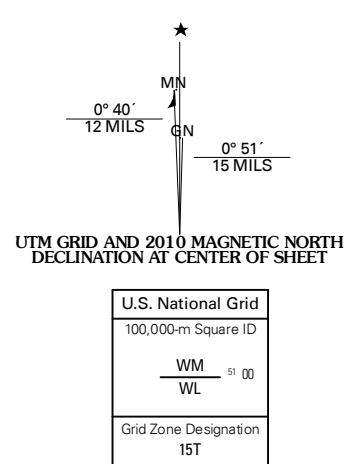 MN
0° 40´
12 MILS
GN
0° 51´
15 MILS
UTM GRID AND 2010 MAGNETIC NORTH
DECLINATION AT CENTER OF SHEET
U.S. National Grid
100,000-m Square ID
WM
51 00
WL
Grid Zone Designation
15T